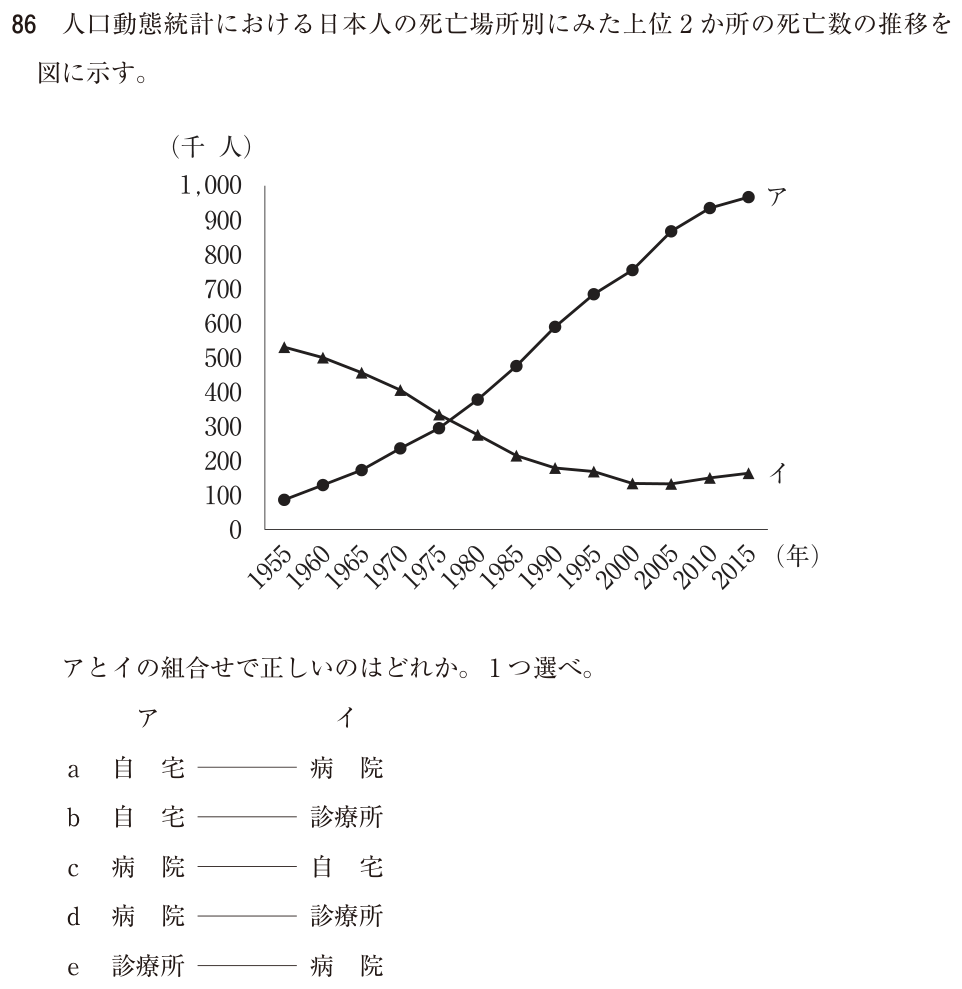 86 人口動態統計における日本人の死亡場所別にみた上位2か所の死亡数の推移を
図に示す。
(千 人)
1,000
900
800
700
600
500
400
300
200
100
0
ア
イ
1955 1960 1965 1970 1975 1980 1985 1990 1995 2000 2005 2010 2015 (年)
アとイの組合せで正しいのはどれか。1つ選べ。
ア イ
a 自 宅 ――― 病 院
b 自 宅 ――― 診療所
c 病 院 ――― 自 宅
d 病 院 ――― 診療所
e 診療所 ――― 病 院